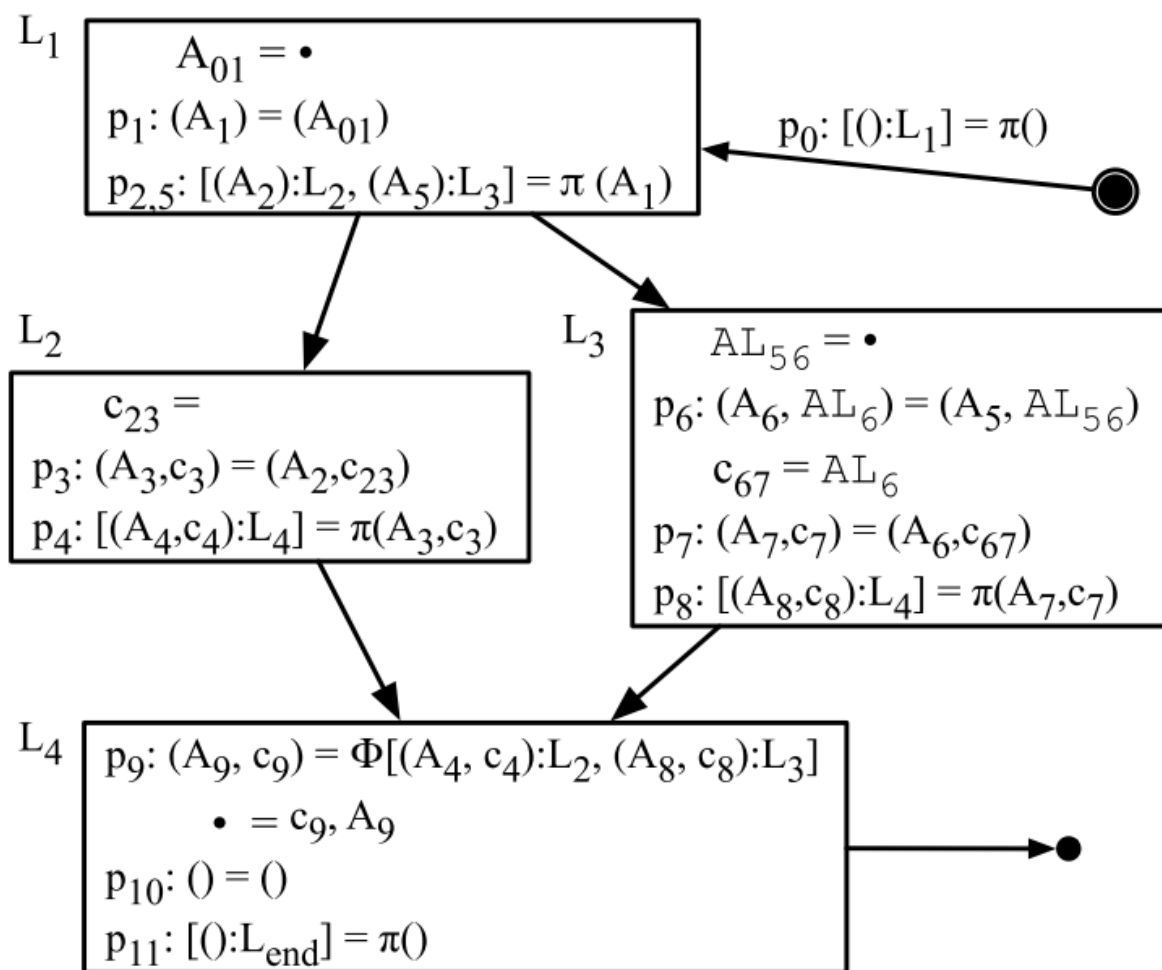 L₁
A₀₁ = •
p₁: (A₁) = (A₀₁)
p₂,₅: [(A₂):L₂, (A₅):L₃] = π (A₁)
p₀: [():L₁] = π()
L₂
c₂₃ =
p₃: (A₃,c₃) = (A₂,c₂₃)
p₄: [(A₄,c₄):L₄] = π(A₃,c₃)
L₃
AL₅₆ = •
p₆: (A₆, AL₆) = (A₅, AL₅₆)
c₆₇ = AL₆
p₇: (A₇,c₇) = (A₆,c₆₇)
p₈: [(A₈,c₈):L₄] = π(A₇,c₇)
L₄
p₉: (A₉, c₉) = Φ[(A₄, c₄):L₂, (A₈, c₈):L₃]
• = c₉, A₉
p₁₀: () = ()
p₁₁: [():Lₑₙd] = π()